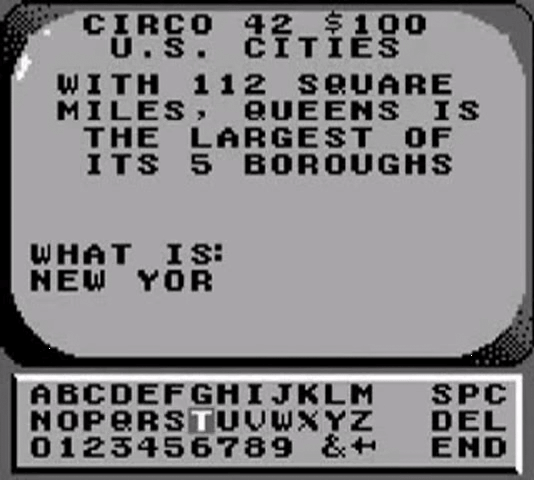 CIRCO 42 $100
U.S. CITIES
WITH 112 SQUARE
MILES, QUEENS IS
THE LARGEST OF
ITS 5 BOROUGHS
WHAT IS:
NEW YOR
ABCDEFGHIJKLM SPC
NOPQRSTUVWXYZ DEL
0123456789 &← END